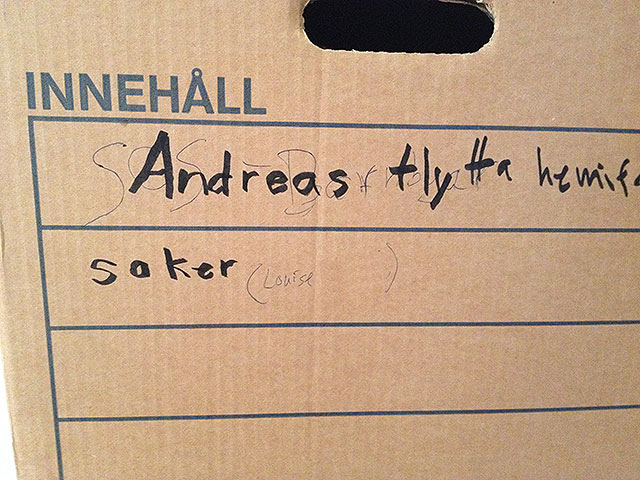 INNEHÅLL
Andreas flytta hemifr
saker (Louise )